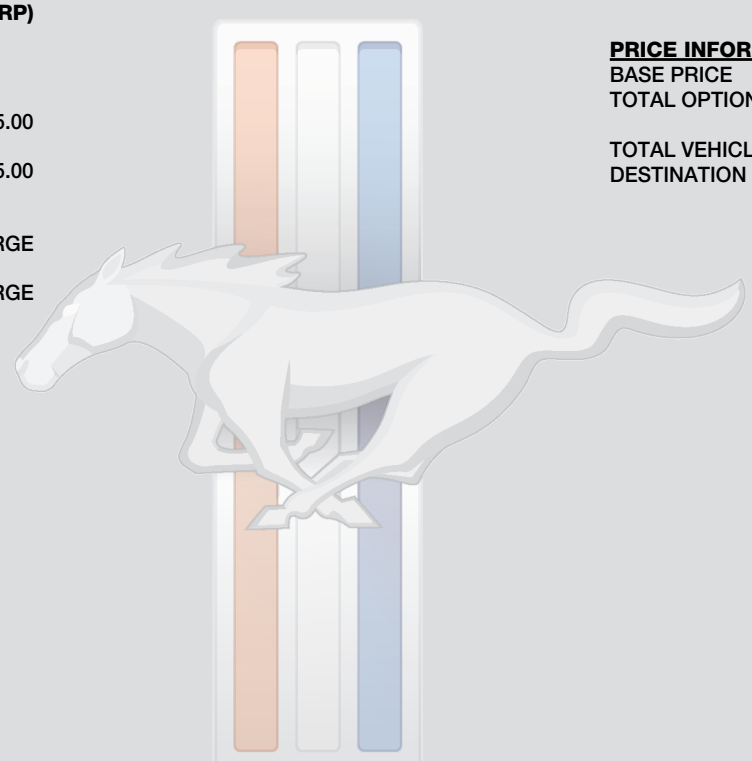 RP)
5.00
5.00
RGE
RGE
PRICE INFOR
BASE PRICE
TOTAL OPTION
TOTAL VEHICL
DESTINATION